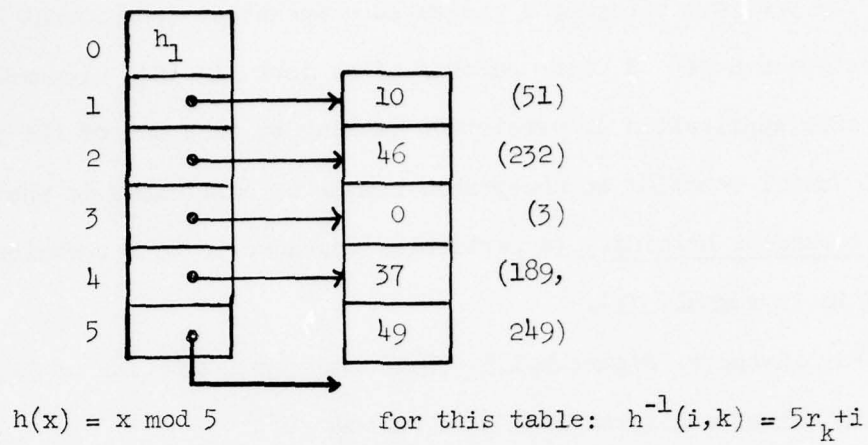 0 h₁
1 10 (51)
2 46 (232)
3 0 (3)
4 37 (189,
5 49 249)
h(x) = x mod 5 for this table: h⁻¹(i,k) = 5rₖ+i